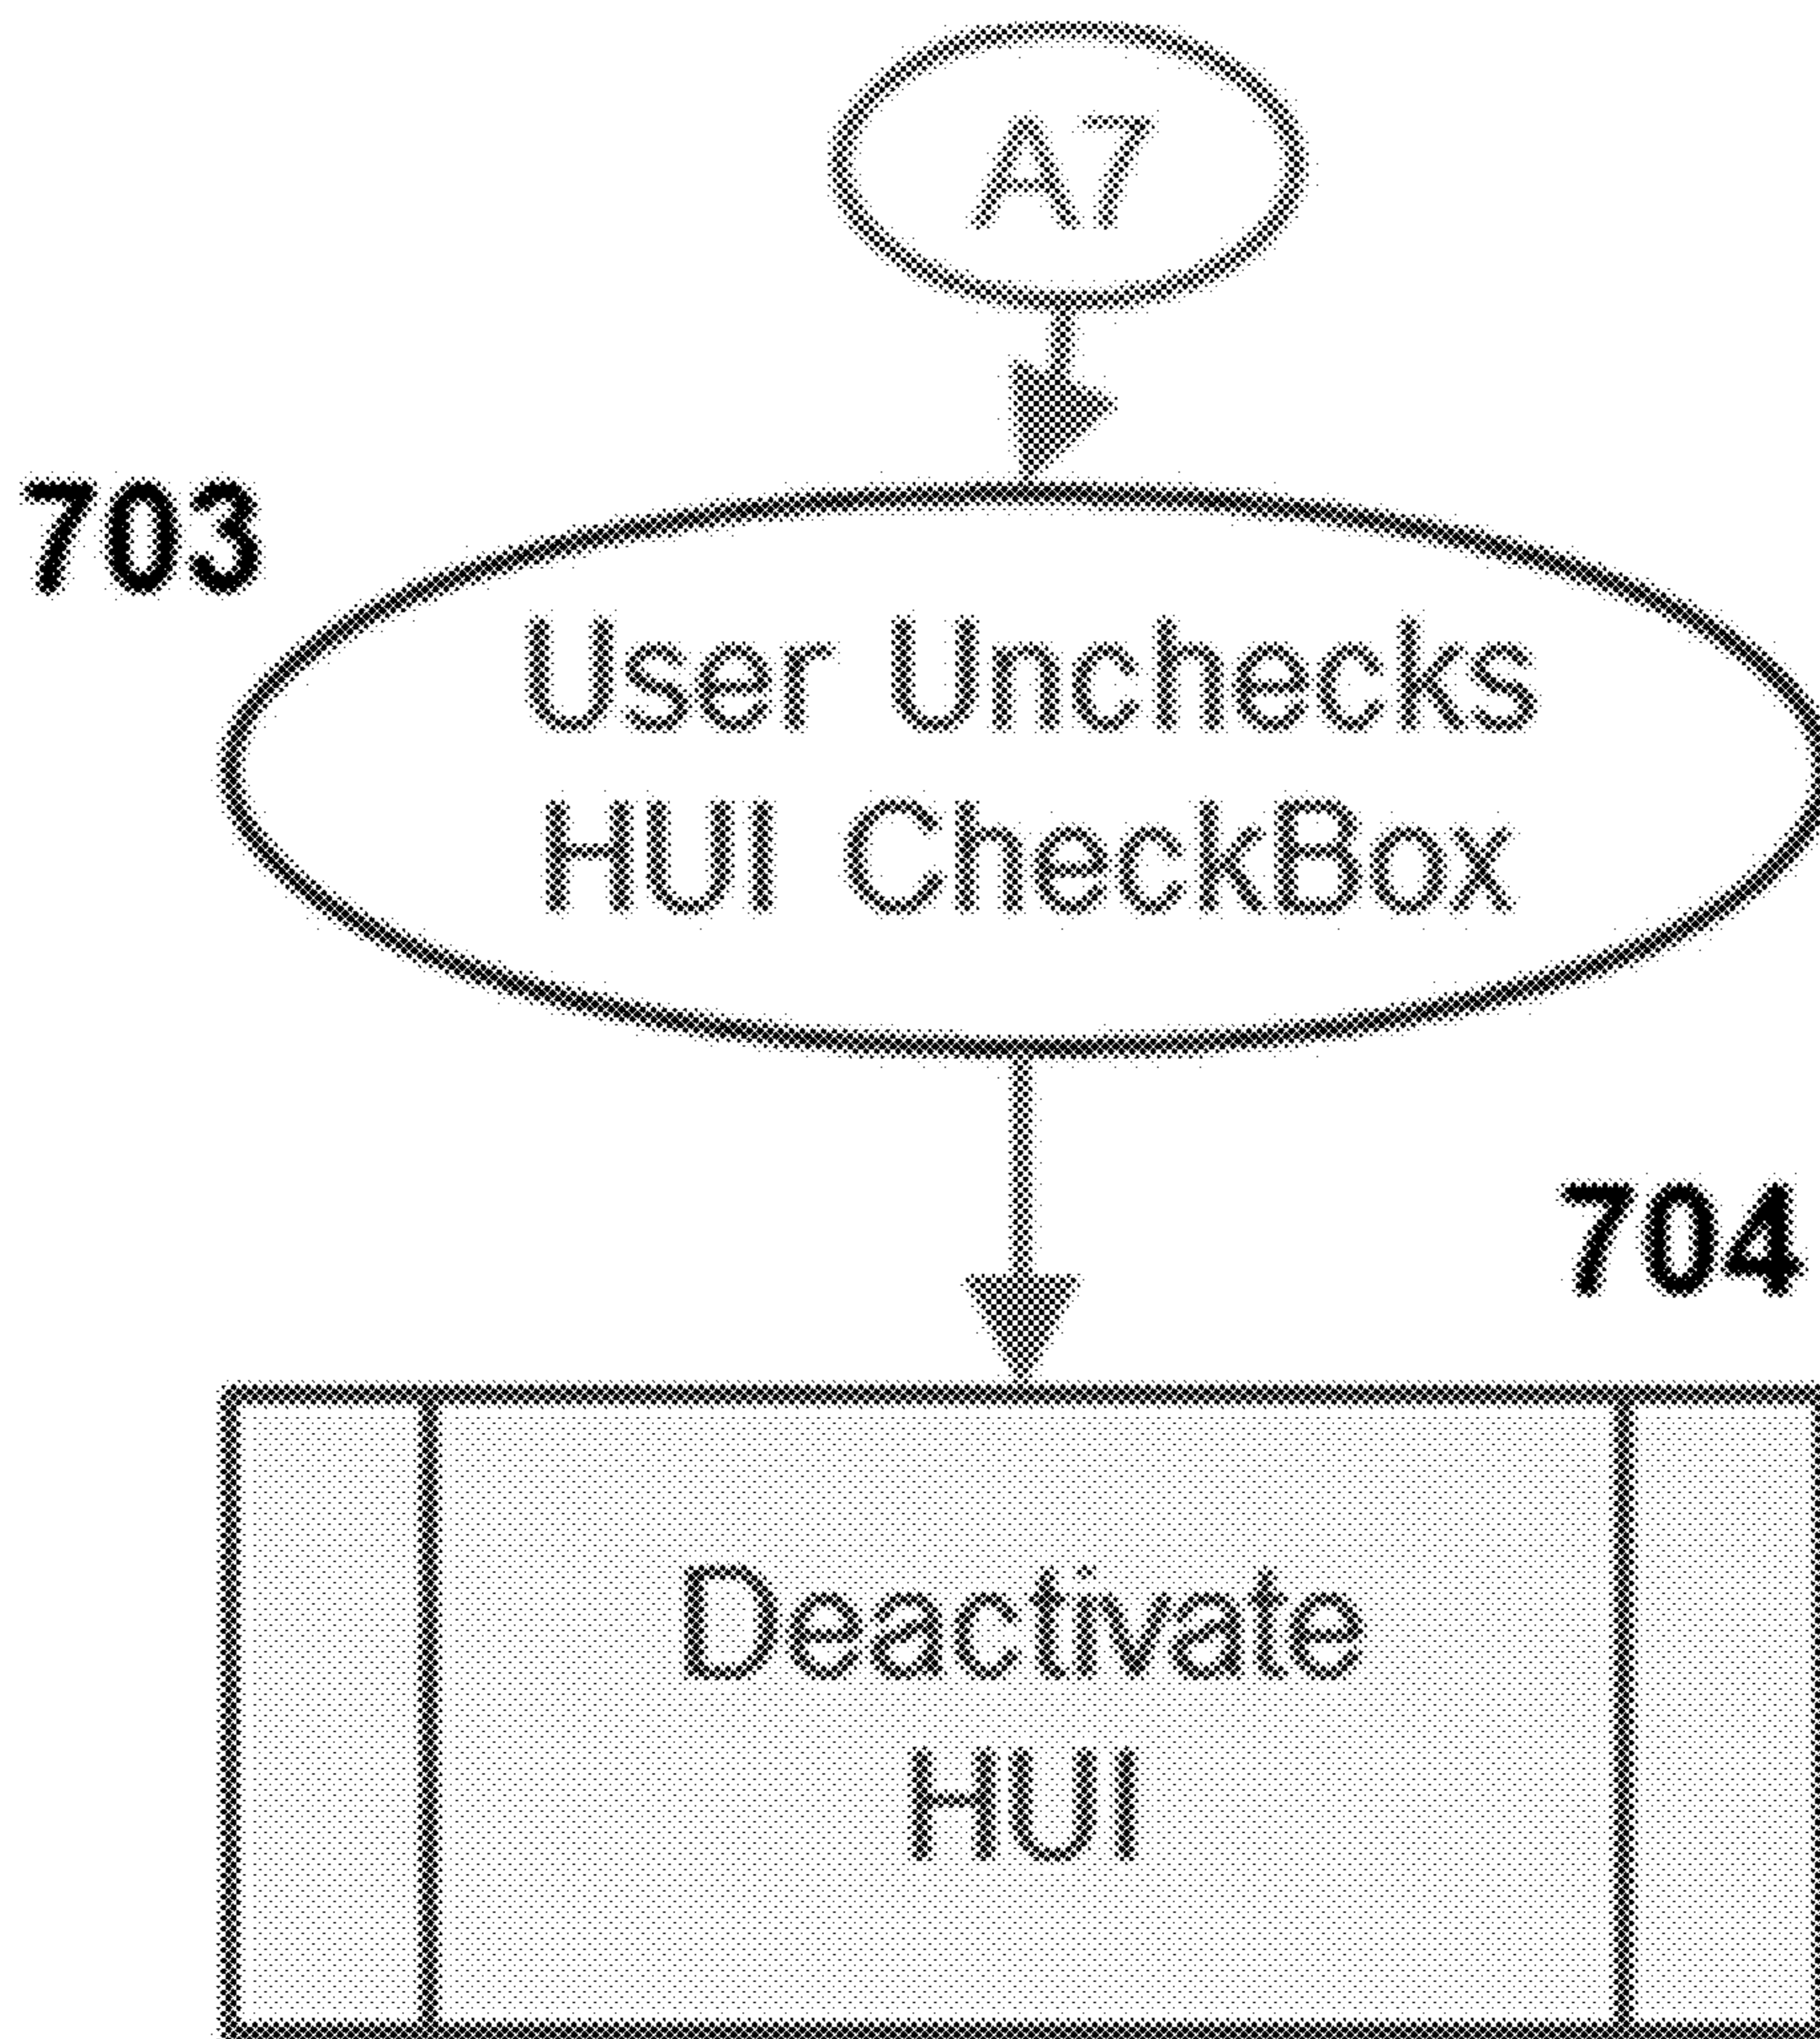 A7
703
User Unchecks
HUI CheckBox
704
Deactivate
HUI